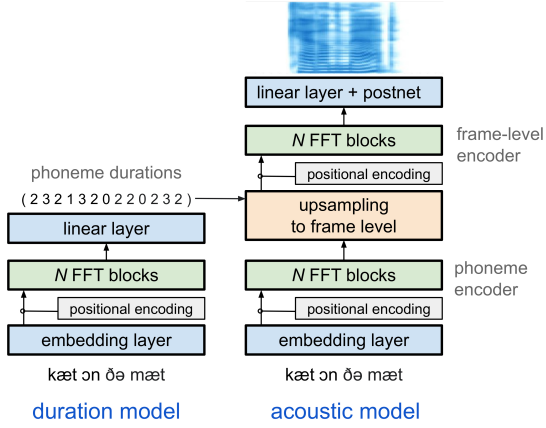 linear layer + postnet
N FFT blocks
frame-level
encoder
positional encoding
phoneme durations
( 2 3 2 1 3 2 0 2 2 0 2 3 2 )
upsampling
to frame level
linear layer
N FFT blocks
N FFT blocks
phoneme
encoder
positional encoding
positional encoding
embedding layer
embedding layer
kæt ɔn ðə mæt
kæt ɔn ðə mæt
duration model
acoustic model